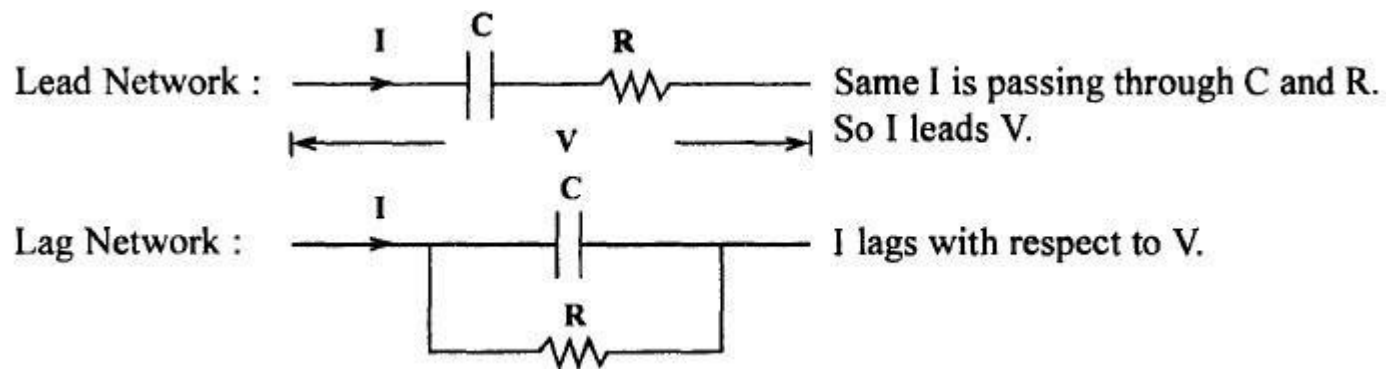 I C R
Lead Network : Same I is passing through C and R.
So I leads V.
V
I C
Lag Network : I lags with respect to V.
R